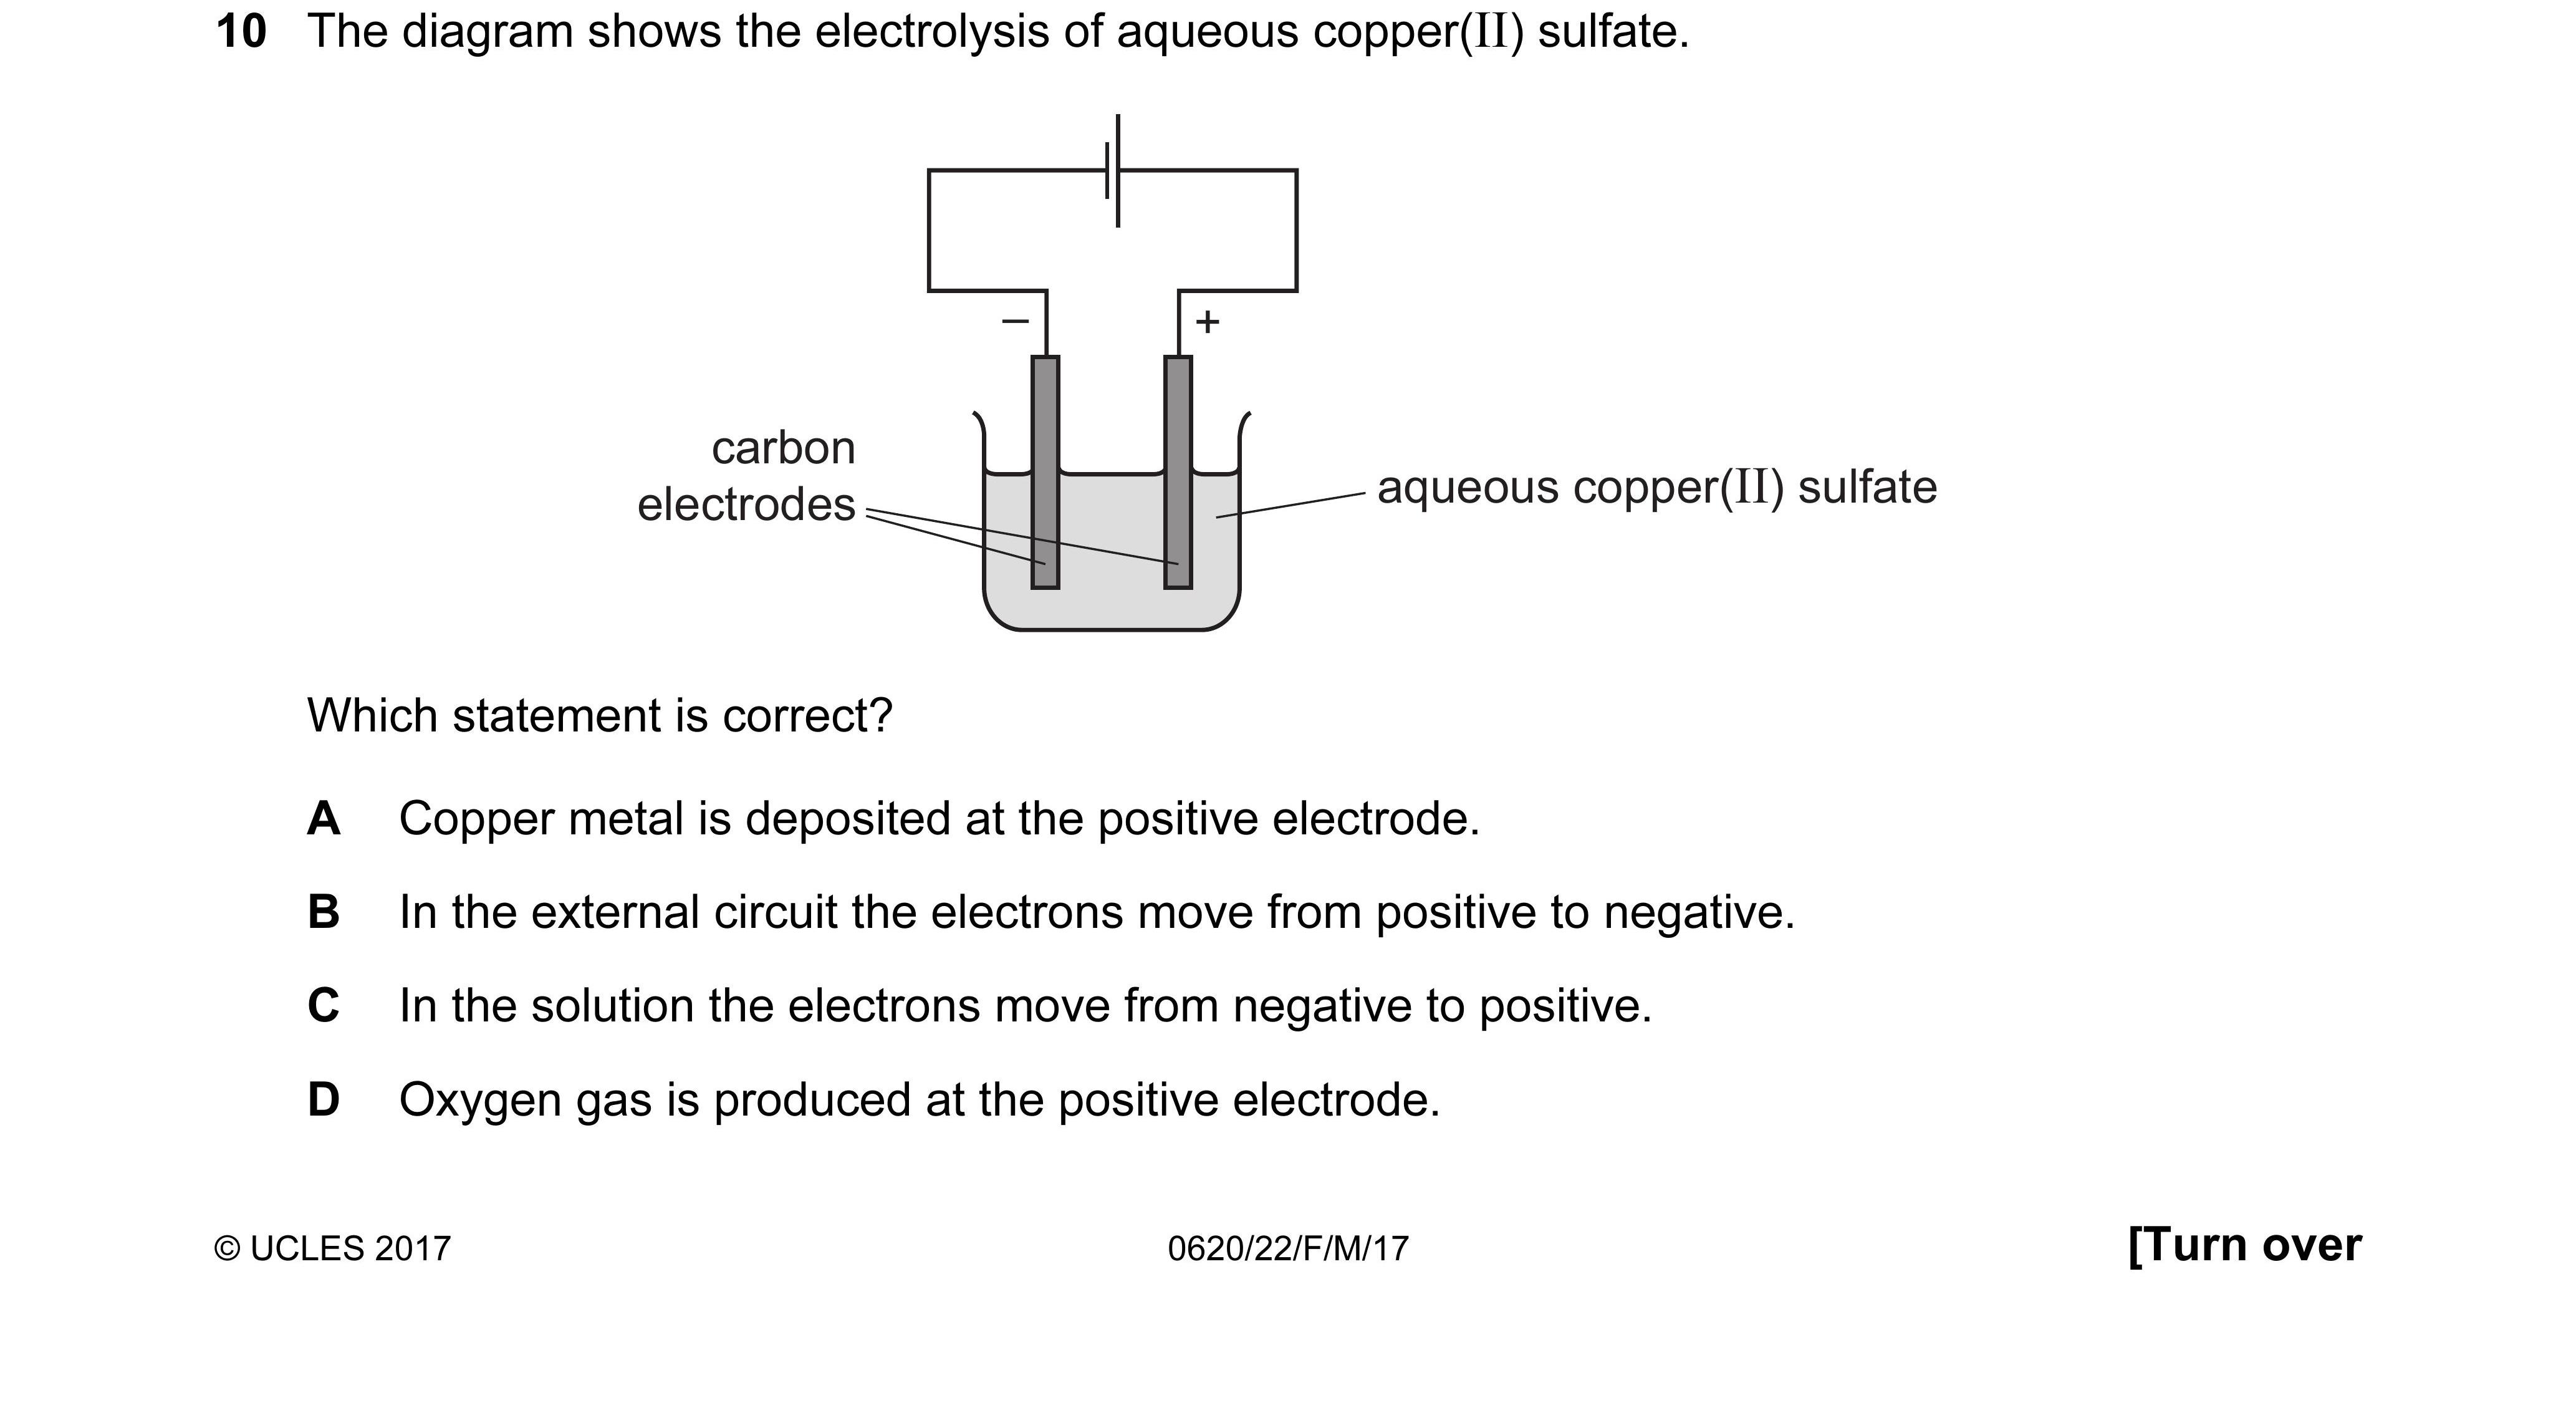 10 The diagram shows the electrolysis of aqueous copper(II) sulfate.
– +
carbon
electrodes
aqueous copper(II) sulfate
Which statement is correct?
A Copper metal is deposited at the positive electrode.
B In the external circuit the electrons move from positive to negative.
C In the solution the electrons move from negative to positive.
D Oxygen gas is produced at the positive electrode.
© UCLES 2017 0620/22/F/M/17 [Turn over